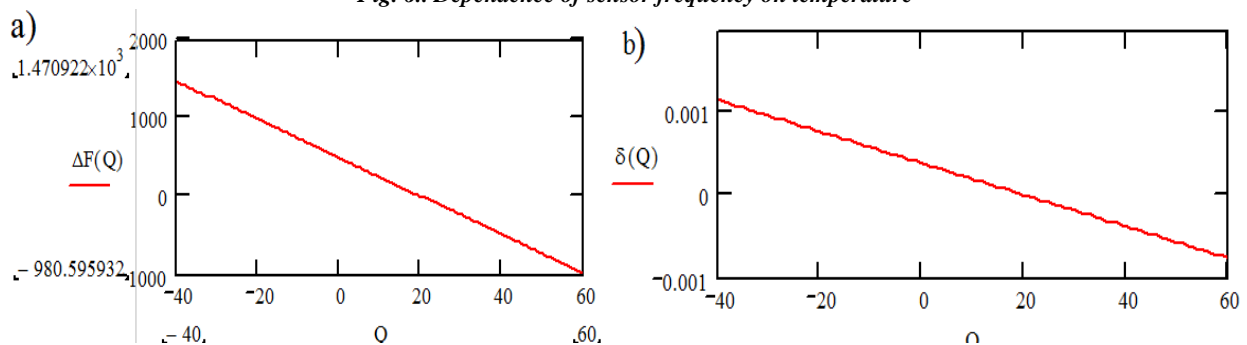 Fig. 6.. Dependence of sensor frequency on temperature
a)
2000
1.470922×10³
1000
ΔF(Q)
0
− 980.595932
−1000
−40 −20 0 20 40 60
− 40 Q 60
b)
0.001
δ(Q)
0
−0.001
−40 −20 0 20 40 60
Q